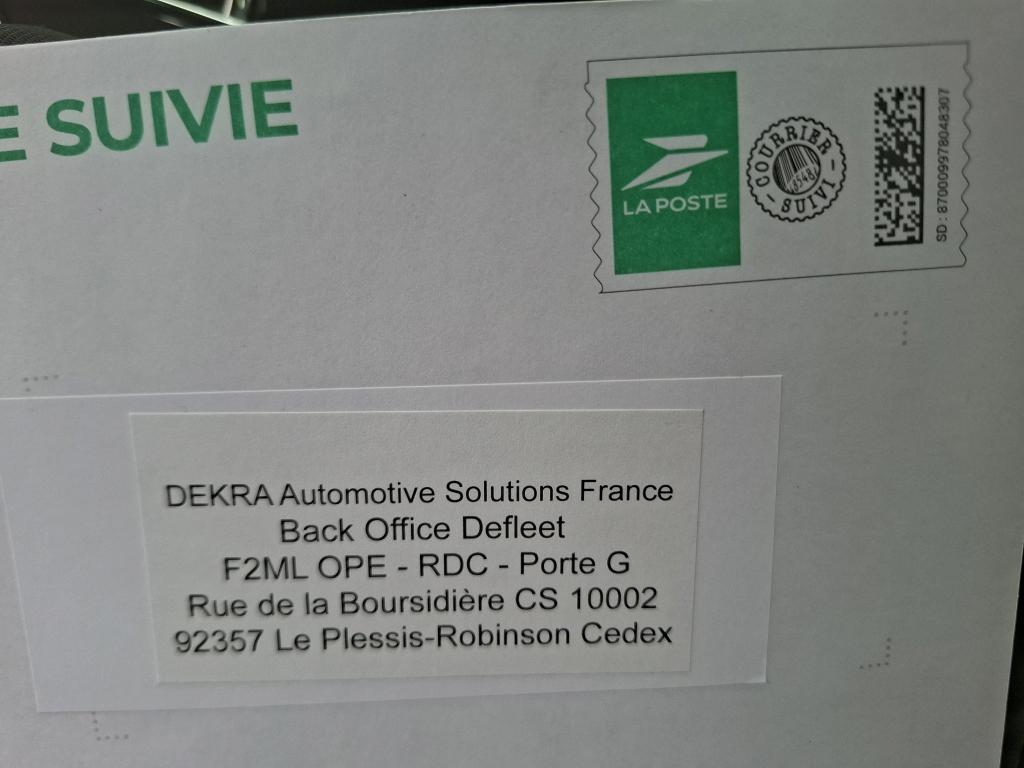 E SUIVIE
LA POSTE
COURRIER
SUIVI
SD : 87000997B048307
DEKRA Automotive Solutions France
Back Office Defleet
F2ML OPE - RDC - Porte G
Rue de la Boursidière CS 10002
92357 Le Plessis-Robinson Cedex